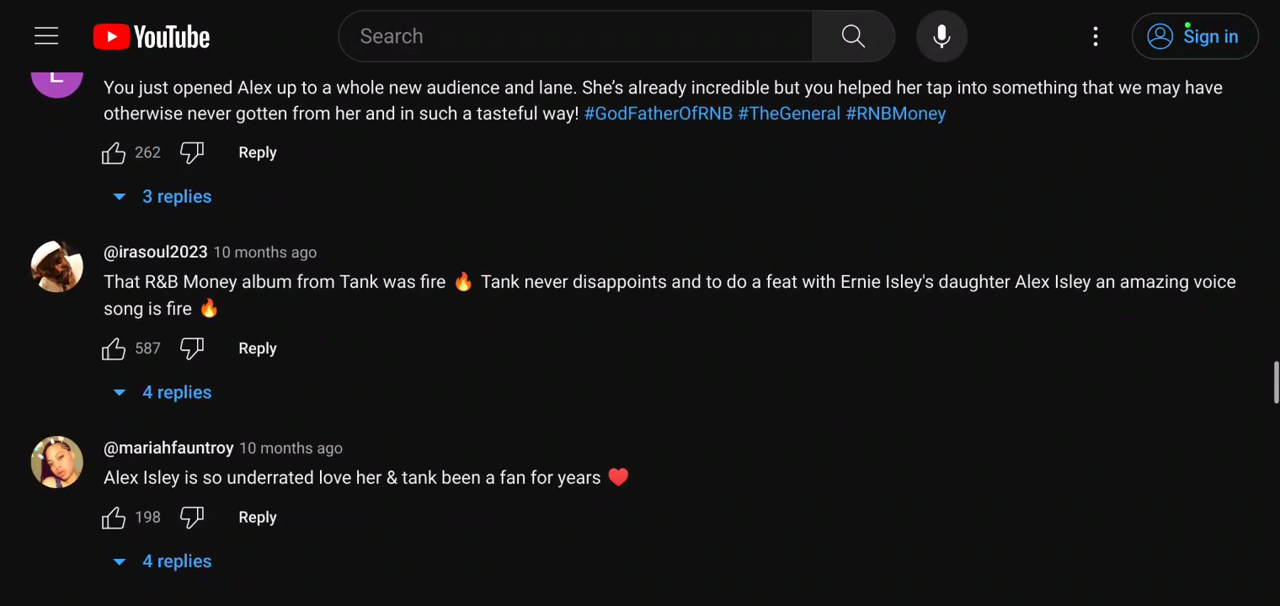 YouTube
Search
Sign in
You just opened Alex up to a whole new audience and lane. She’s already incredible but you helped her tap into something that we may have
otherwise never gotten from her and in such a tasteful way! #GodFatherOfRNB #TheGeneral #RNBMoney
262 Reply
3 replies
@irasoul2023 10 months ago
That R&B Money album from Tank was fire 🔥 Tank never disappoints and to do a feat with Ernie Isley's daughter Alex Isley an amazing voice
song is fire 🔥
587 Reply
4 replies
@mariahfauntroy 10 months ago
Alex Isley is so underrated love her & tank been a fan for years ♥️
198 Reply
4 replies